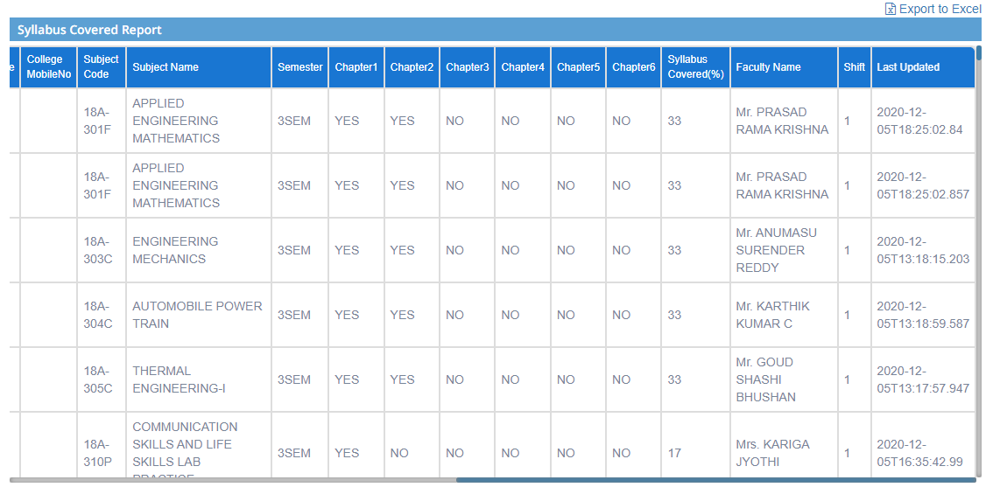 Export to Excel
Syllabus Covered Report
e College MobileNo Subject Code Subject Name Semester Chapter1 Chapter2 Chapter3 Chapter4 Chapter5 Chapter6 Syllabus Covered(%) Faculty Name Shift Last Updated
18A-301F APPLIED ENGINEERING MATHEMATICS 3SEM YES YES NO NO NO NO 33 Mr. PRASAD RAMA KRISHNA 1 2020-12-05T18:25:02.84
18A-301F APPLIED ENGINEERING MATHEMATICS 3SEM YES YES NO NO NO NO 33 Mr. PRASAD RAMA KRISHNA 1 2020-12-05T18:25:02.857
18A-303C ENGINEERING MECHANICS 3SEM YES YES NO NO NO NO 33 Mr. ANUMASU SURENDER REDDY 1 2020-12-05T13:18:15.203
18A-304C AUTOMOBILE POWER TRAIN 3SEM YES YES NO NO NO NO 33 Mr. KARTHIK KUMAR C 1 2020-12-05T13:18:59.587
18A-305C THERMAL ENGINEERING-I 3SEM YES YES NO NO NO NO 33 Mr. GOUD SHASHI BHUSHAN 1 2020-12-05T13:17:57.947
18A-310P COMMUNICATION SKILLS AND LIFE SKILLS LAB PRACTICE 3SEM YES NO NO NO NO NO 17 Mrs. KARIGA JYOTHI 1 2020-12-05T16:35:42.99